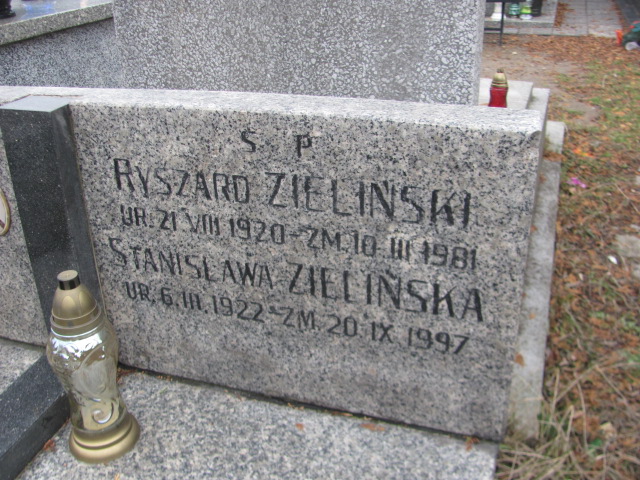 Ś P
RYSZARD ZIELIŃSKI
UR. 21 VIII 1920 - ZM. 10. III 1981
STANISŁAWA ZIELIŃSKA
UR. 6. III. 1922 - ZM. 20. IX 1997